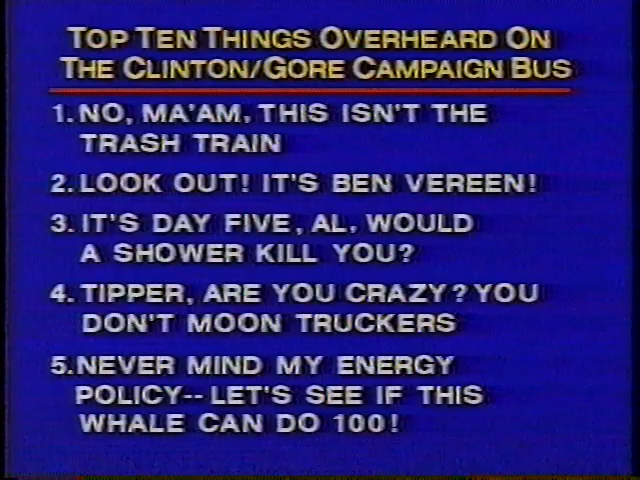 TOP TEN THINGS OVERHEARD ON
THE CLINTON/GORE CAMPAIGN BUS
1. NO, MA'AM, THIS ISN'T THE
TRASH TRAIN
2. LOOK OUT! IT'S BEN VEREEN!
3. IT'S DAY FIVE, AL, WOULD
A SHOWER KILL YOU?
4. TIPPER, ARE YOU CRAZY? YOU
DON'T MOON TRUCKERS
5. NEVER MIND MY ENERGY
POLICY-- LET'S SEE IF THIS
WHALE CAN DO 100!